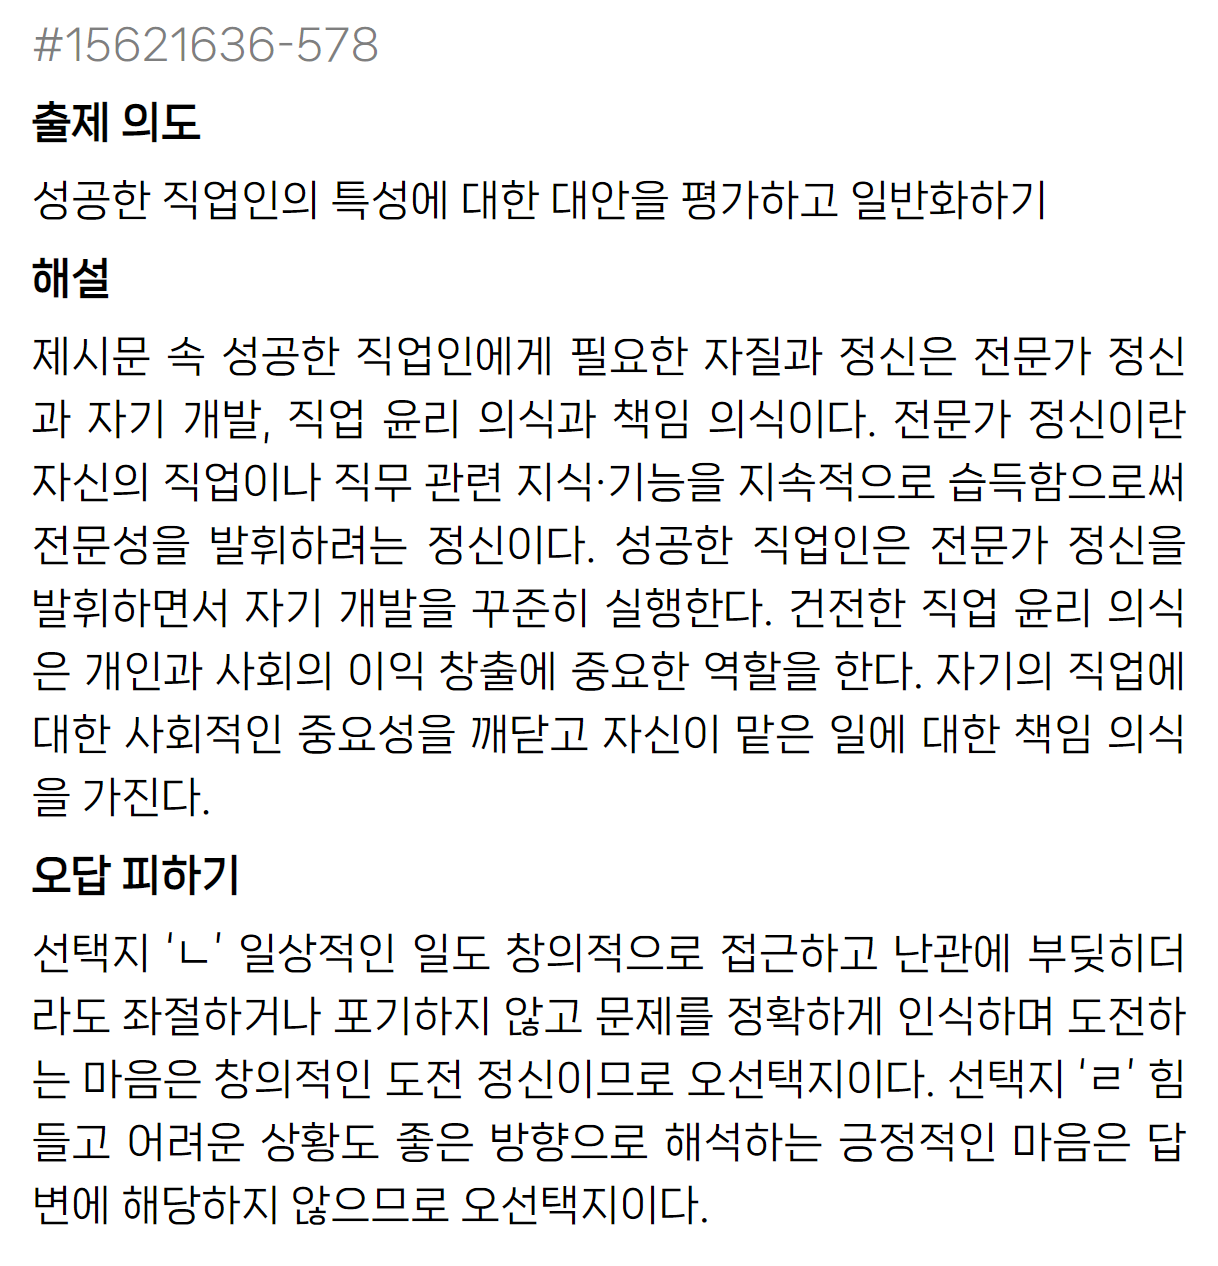 #15621636-578
출제 의도
성공한 직업인의 특성에 대한 대안을 평가하고 일반화하기
해설
제시문 속 성공한 직업인에게 필요한 자질과 정신은 전문가 정신
과 자기 개발, 직업 윤리 의식과 책임 의식이다. 전문가 정신이란
자신의 직업이나 직무 관련 지식·기능을 지속적으로 습득함으로써
전문성을 발휘하려는 정신이다. 성공한 직업인은 전문가 정신을
발휘하면서 자기 개발을 꾸준히 실행한다. 건전한 직업 윤리 의식
은 개인과 사회의 이익 창출에 중요한 역할을 한다. 자기의 직업에
대한 사회적인 중요성을 깨닫고 자신이 맡은 일에 대한 책임 의식
을 가진다.
오답 피하기
선택지 ‘ㄴ’ 일상적인 일도 창의적으로 접근하고 난관에 부딪히더
라도 좌절하거나 포기하지 않고 문제를 정확하게 인식하며 도전하
는 마음은 창의적인 도전 정신이므로 오선택지이다. 선택지 ‘ㄹ’ 힘
들고 어려운 상황도 좋은 방향으로 해석하는 긍정적인 마음은 답
변에 해당하지 않으므로 오선택지이다.